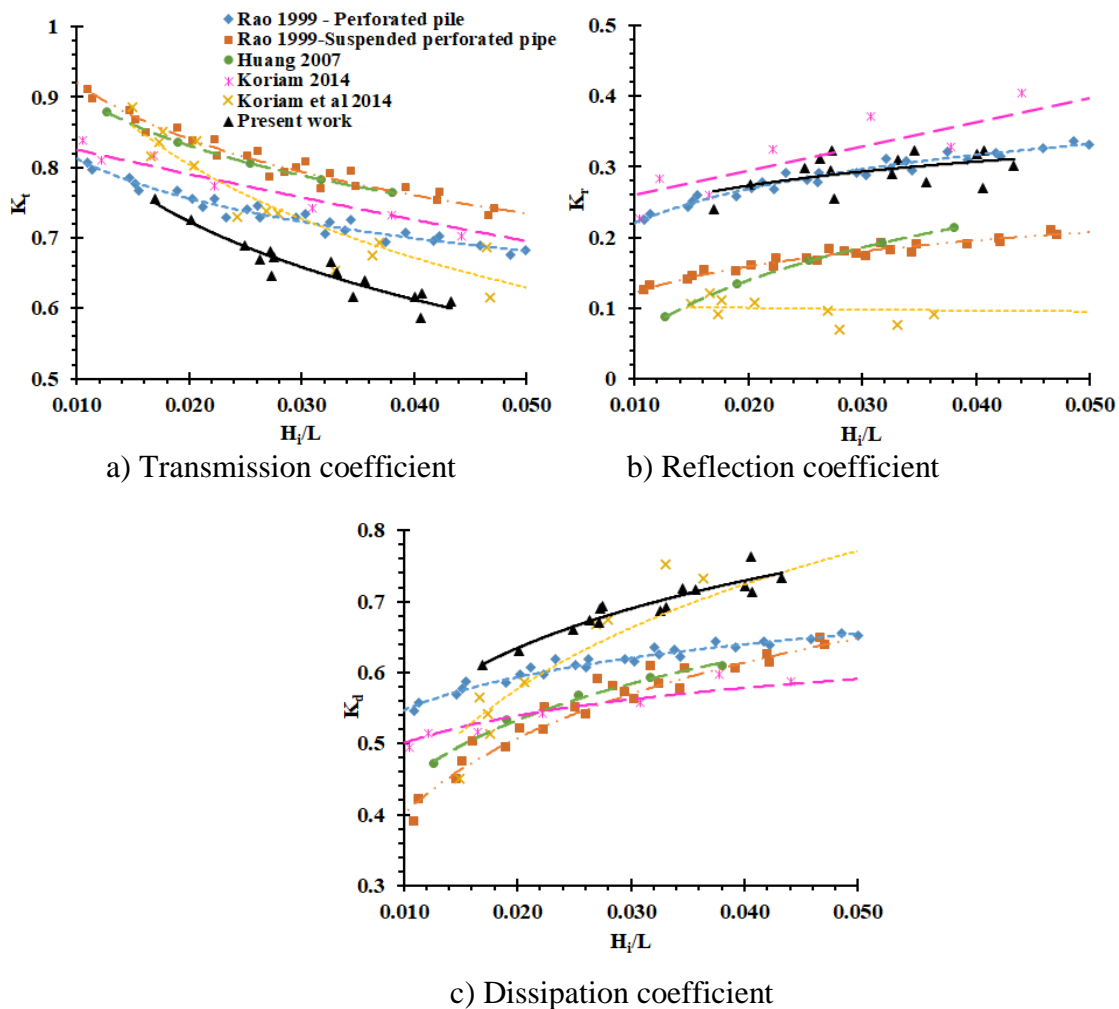 1
0.9
0.8
0.7
0.6
0.5
0.010
0.020
0.030
0.040
0.050
Kt
Hi/L
Rao 1999 - Perforated pile
Rao 1999-Suspended perforated pipe
Huang 2007
Koriam 2014
Koriam et al 2014
Present work
a) Transmission coefficient
0.5
0.4
0.3
0.2
0.1
0
0.010
0.020
0.030
0.040
0.050
Kr
Hi/L
b) Reflection coefficient
0.8
0.7
0.6
0.5
0.4
0.3
0.010
0.020
0.030
0.040
0.050
Kd
Hi/L
c) Dissipation coefficient